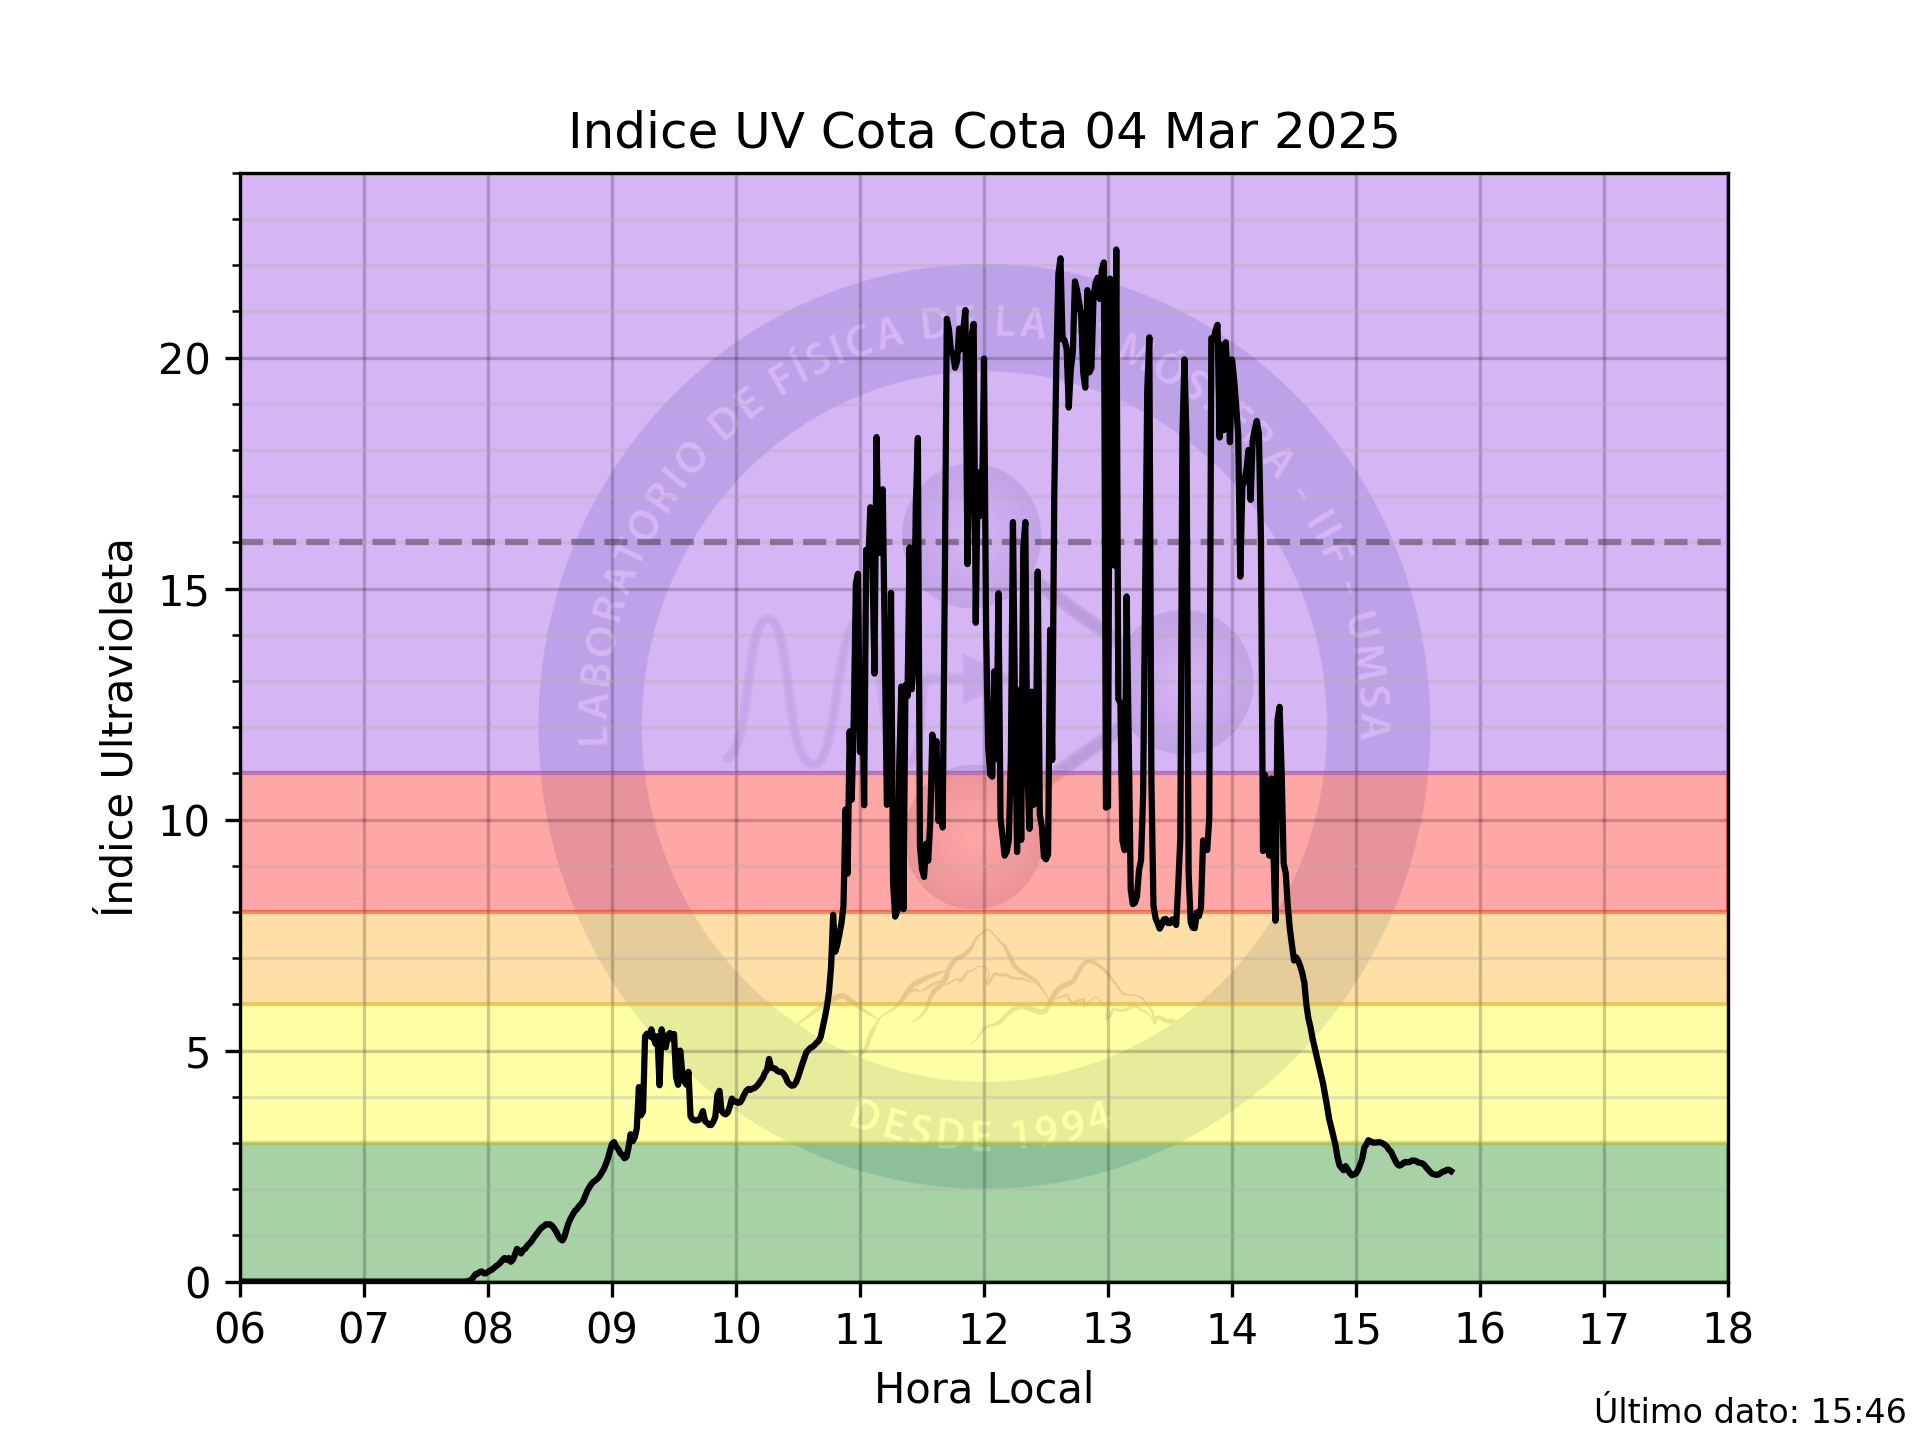 Indice UV Cota Cota 04 Mar 2025
Índice Ultravioleta
20
15
10
5
0
LABORATORIO DE FÍSICA DE LA
- IIF - UMSA
DESDE 1994
06 07 08 09 10 11 12 13 14 15 16 17 18
Hora Local
Último dato: 15:46